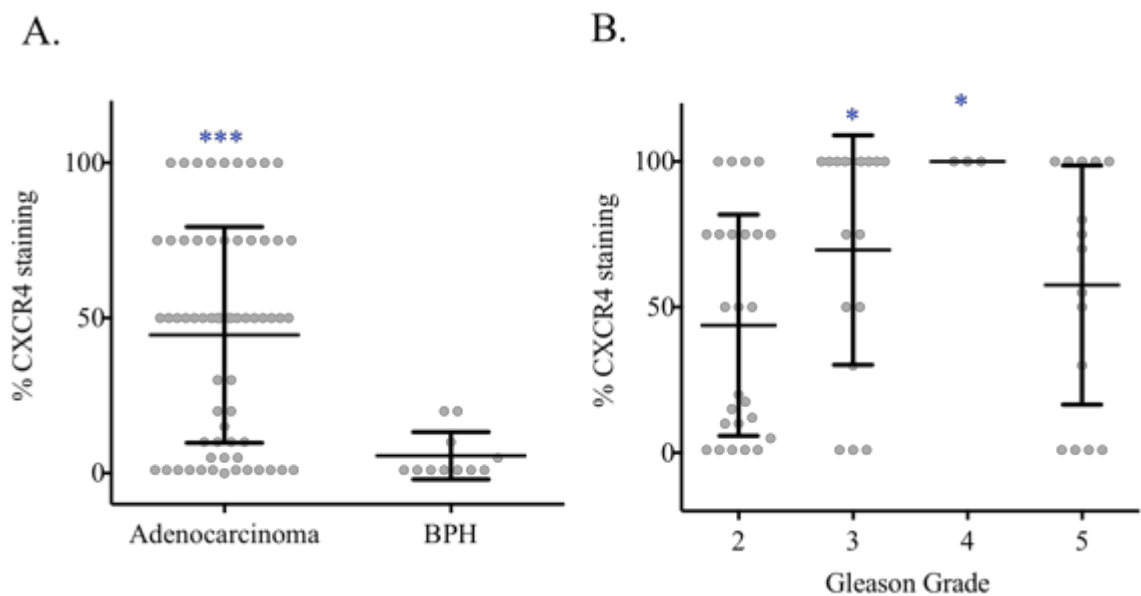 A.
***
100
50
0
% CXCR4 staining
Adenocarcinoma
BPH
B.
*
*
100
50
0
% CXCR4 staining
2
3
4
5
Gleason Grade